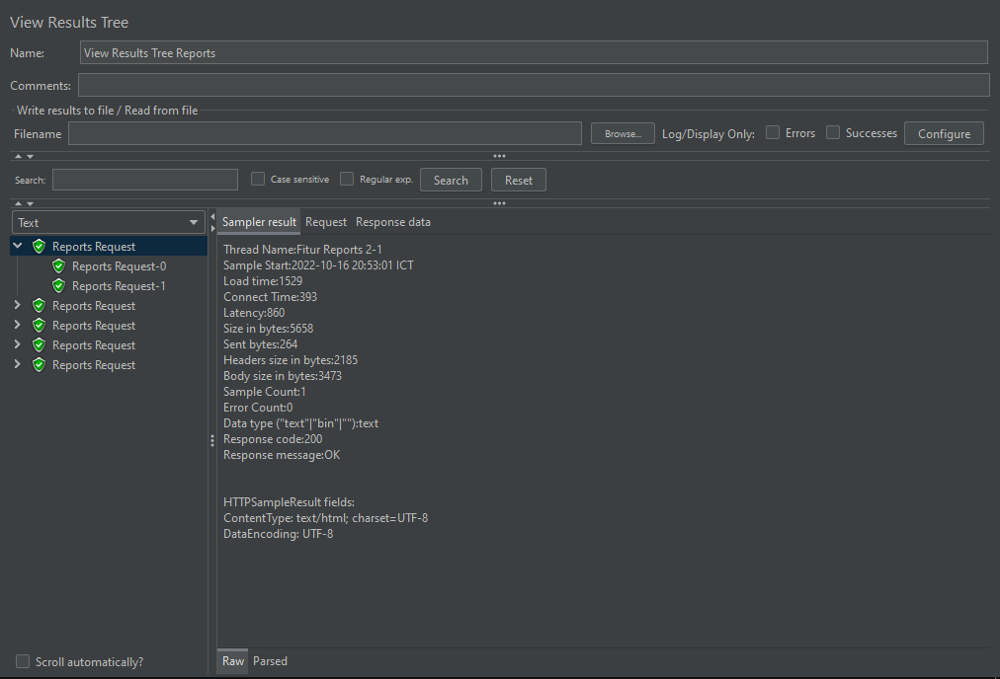 View Results Tree
Name: View Results Tree Reports
Comments:
Write results to file / Read from file
Filename Browse... Log/Display Only: Errors Successes Configure
Search: Case sensitive Regular exp. Search Reset
Text
Reports Request
Reports Request-0
Reports Request-1
Reports Request
Reports Request
Reports Request
Reports Request
Scroll automatically?
Sampler result Request Response data
Thread Name:Fitur Reports 2-1
Sample Start:2022-10-16 20:53:01 ICT
Load time:1529
Connect Time:393
Latency:860
Size in bytes:5658
Sent bytes:264
Headers size in bytes:2185
Body size in bytes:3473
Sample Count:1
Error Count:0
Data type ("text"|"bin"|""):text
Response code:200
Response message:OK
HTTPSampleResult fields:
ContentType: text/html; charset=UTF-8
DataEncoding: UTF-8
Raw Parsed